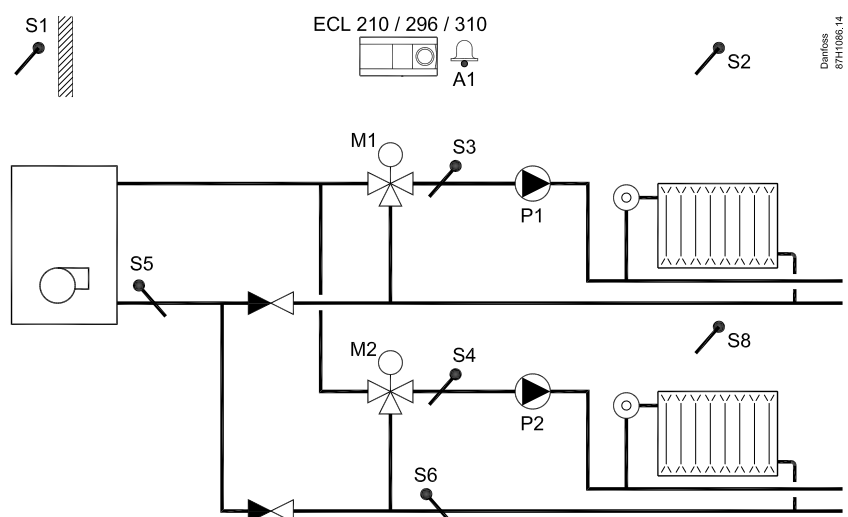 S1
ECL 210 / 296 / 310
A1
S2
Danfoss
87H1086.14
M1
S3
P1
S5
M2
S4
S8
P2
S6